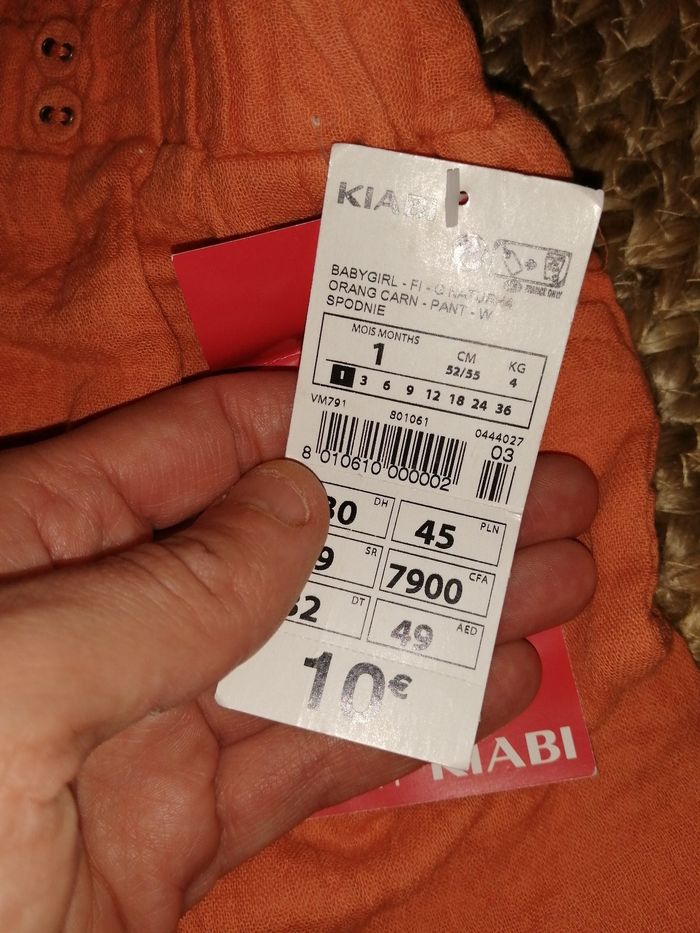 KIABI
FRANCE ONLY
BABYGIRL - FI -
ORANG CARN - PANT - W
SPODNIE
MOIS MONTHS
1
CM
52/55
KG
4
1 3 6 9 12 18 24 36
VM791
801061
0444027
03
8 010610 000002
DH
45 PLN
SR
7900 CFA
DT
49 AED
10€
KIABI